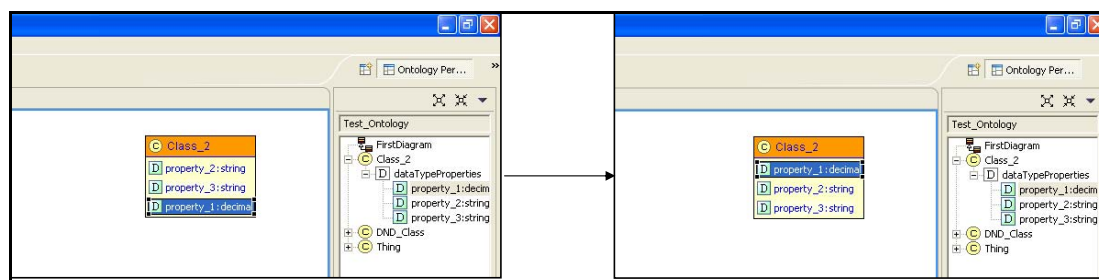 Ontology Per... »
Test_Ontology
FirstDiagram
C Class_2
D dataTypeProperties
D property_1:decim
D property_2:string
D property_3:string
C DND_Class
C Thing
C Class_2
D property_2:string
D property_3:string
D property_1:decima
Ontology Per...
Test_Ontology
FirstDiagram
C Class_2
D dataTypeProperties
D property_1:decim
D property_2:string
D property_3:string
C DND_Class
C Thing
C Class_2
D property_1:decima
D property_2:string
D property_3:string